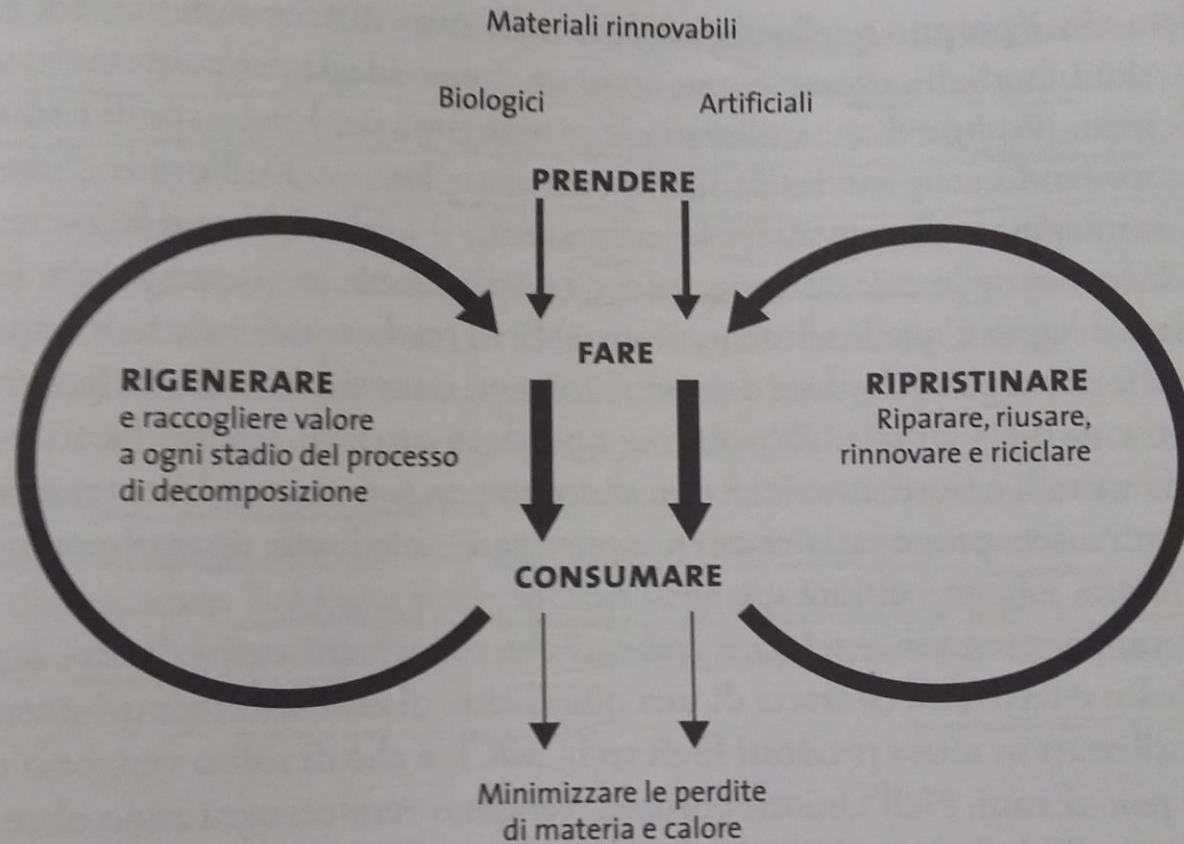 Materiali rinnovabili
Biologici
Artificiali
PRENDERE
FARE
RIGENERARE
e raccogliere valore
a ogni stadio del processo
di decomposizione
RIPRISTINARE
Riparare, riusare,
rinnovare e riciclare
CONSUMARE
Minimizzare le perdite
di materia e calore